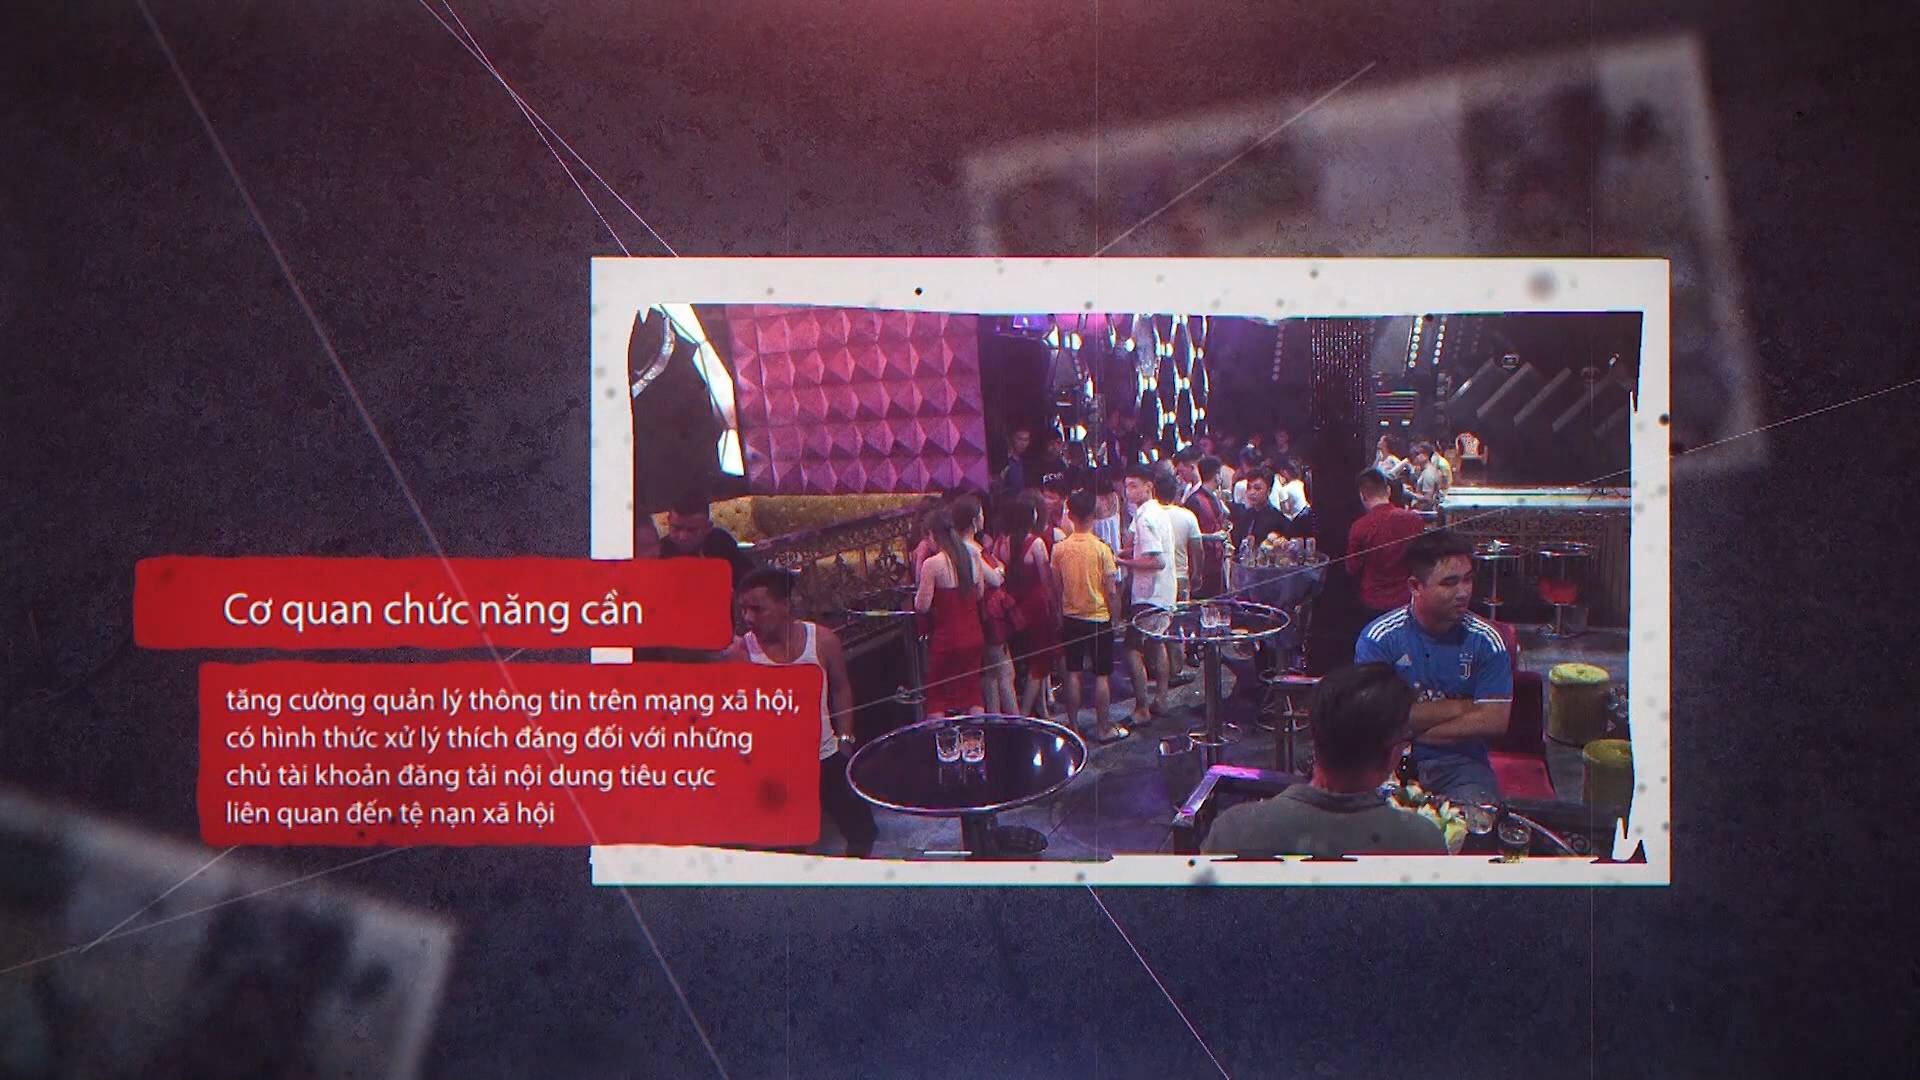 Cơ quan chức năng cần
tăng cường quản lý thông tin trên mạng xã hội,
có hình thức xử lý thích đáng đối với những
chủ tài khoản đăng tải nội dung tiêu cực
liên quan đến tệ nạn xã hội